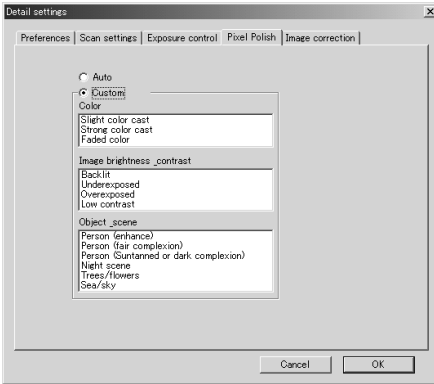 Detail settings
Preferences Scan settings Exposure control Pixel Polish Image correction
Auto
Custom
Color
Slight color cast
Strong color cast
Faded color
Image brightness _contrast
Backlit
Underexposed
Overexposed
Low contrast
Object _scene
Person (enhance)
Person (fair complexion)
Person (Suntanned or dark complexion)
Night scene
Trees/flowers
Sea/sky
Cancel OK